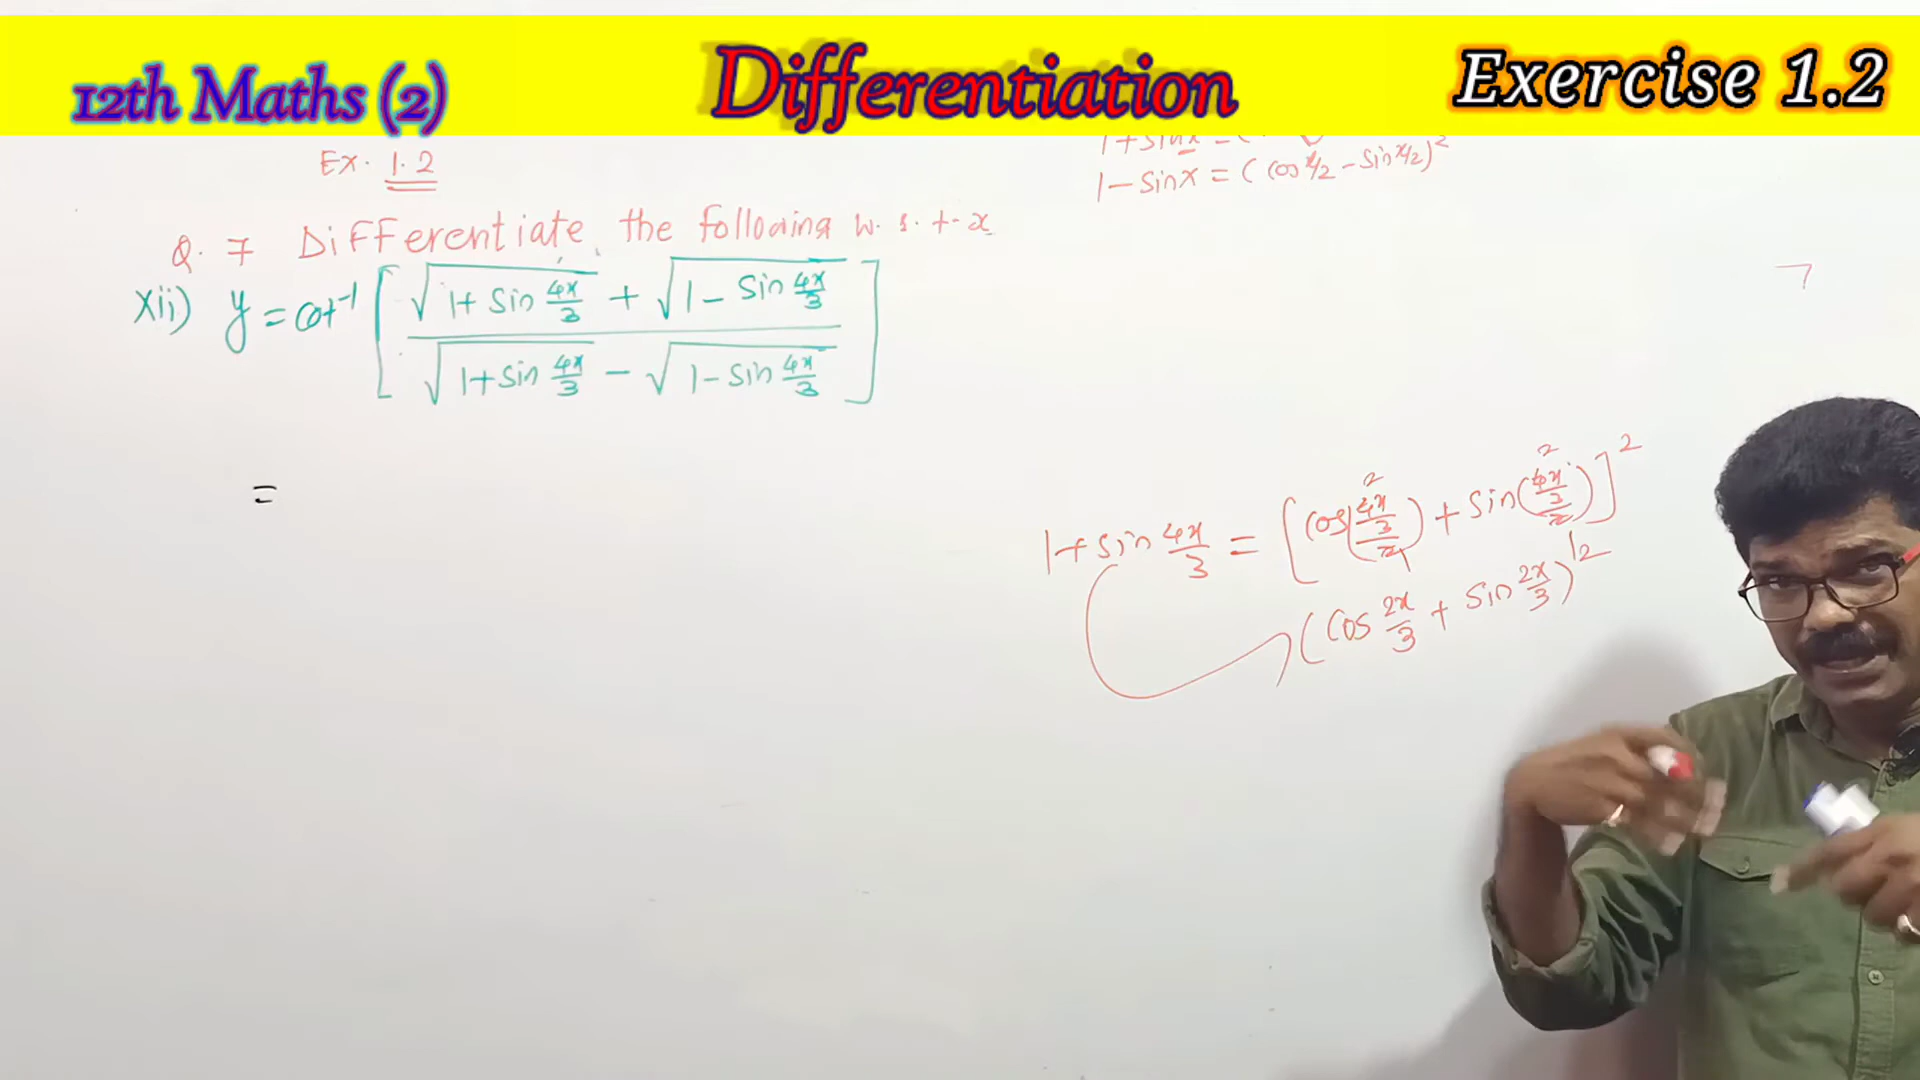 12th Maths (2)
Differentiation
Exercise 1.2
Ex. 1.2
1 - sinx = (cos x/2 - sin x/2)²
Q. 7 Differentiate the following w.r.t. x
xii) y = cot⁻¹ [ √(1+ sin 4x/3) + √(1 - sin 4x/3)
√(1+sin 4x/3) - √(1-sin 4x/3) ]
=
1+sin 4x/3 = [cos(4x/3/2) + sin(4x/3/2)]²
(cos 2x/3 + sin 2x/3)²